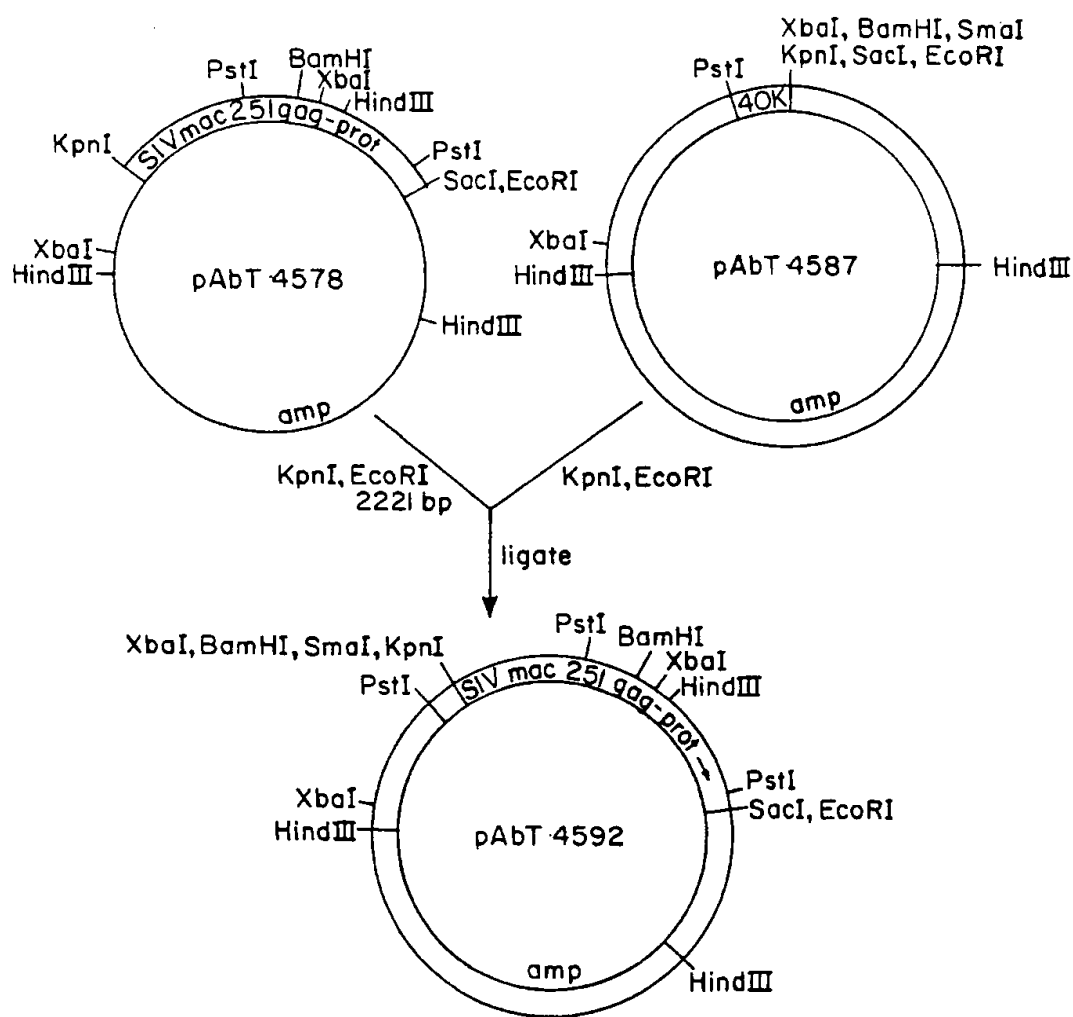 BamHI
XbaI
PstI
HindIII
KpnI
SIVmac251gag-prot
PstI
SacI,EcoRI
XbaI
HindIII
pAbT 4578
HindIII
amp
XbaI, BamHI, SmaI
KpnI, SacI, EcoRI
PstI
40K
XbaI
HindIII
pAbT 4587
HindIII
amp
KpnI, EcoRI
2221 bp
KpnI, EcoRI
ligate
XbaI, BamHI, SmaI, KpnI
PstI
PstI
BamHI
XbaI
HindIII
SIV mac 251 gag-prot →
XbaI
HindIII
PstI
SacI, EcoRI
pAbT 4592
HindIII
amp